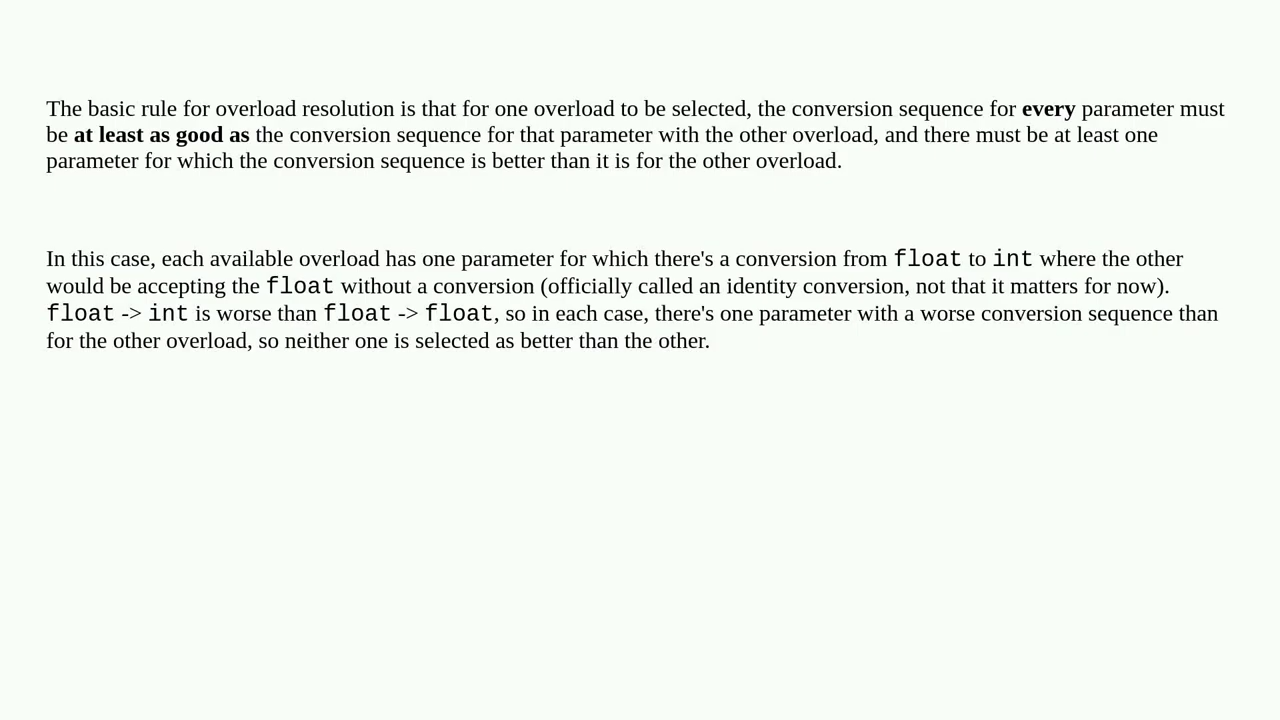 The basic rule for overload resolution is that for one overload to be selected, the conversion sequence for every parameter must
be at least as good as the conversion sequence for that parameter with the other overload, and there must be at least one
parameter for which the conversion sequence is better than it is for the other overload.
In this case, each available overload has one parameter for which there's a conversion from float to int where the other
would be accepting the float without a conversion (officially called an identity conversion, not that it matters for now).
float -> int is worse than float -> float, so in each case, there's one parameter with a worse conversion sequence than
for the other overload, so neither one is selected as better than the other.